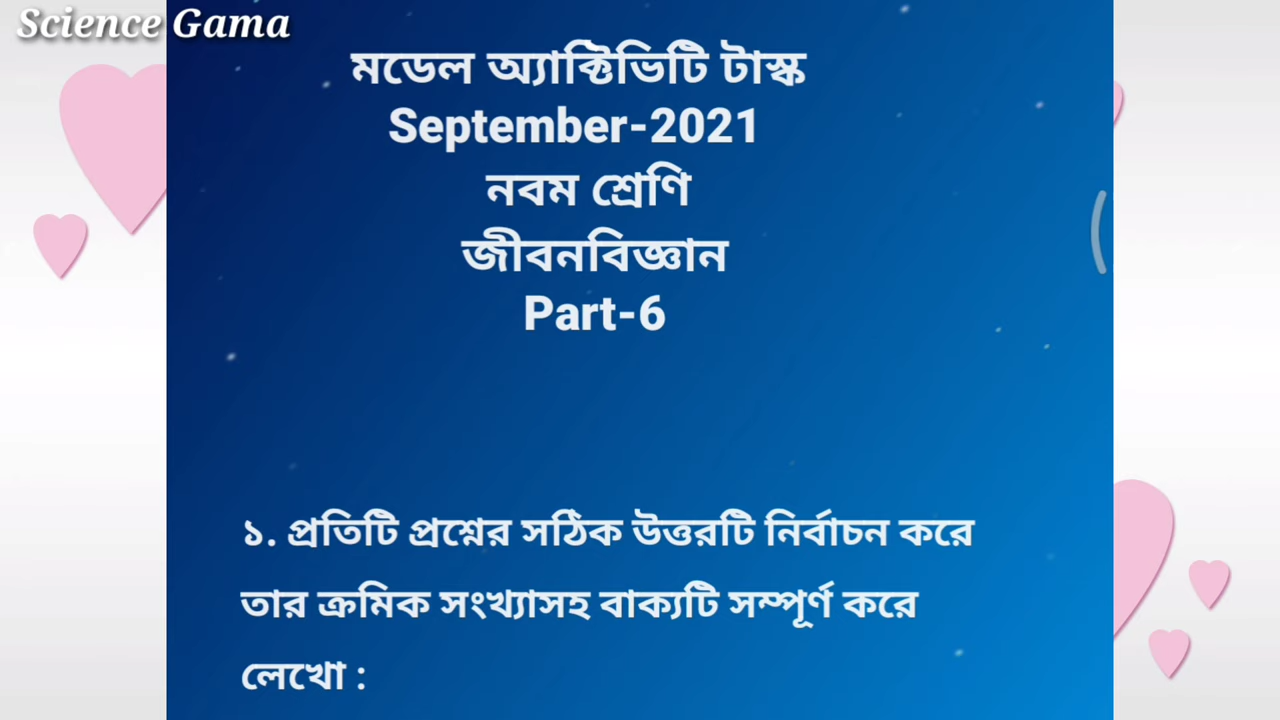 Science Gama
মডেল অ্যাক্টিভিটি টাস্ক
September-2021
নবম শ্রেণি
জীবনবিজ্ঞান
Part-6
১. প্রতিটি প্রশ্নের সঠিক উত্তরটি নির্বাচন করে
তার ক্রমিক সংখ্যাসহ বাক্যটি সম্পূর্ণ করে
লেখো :